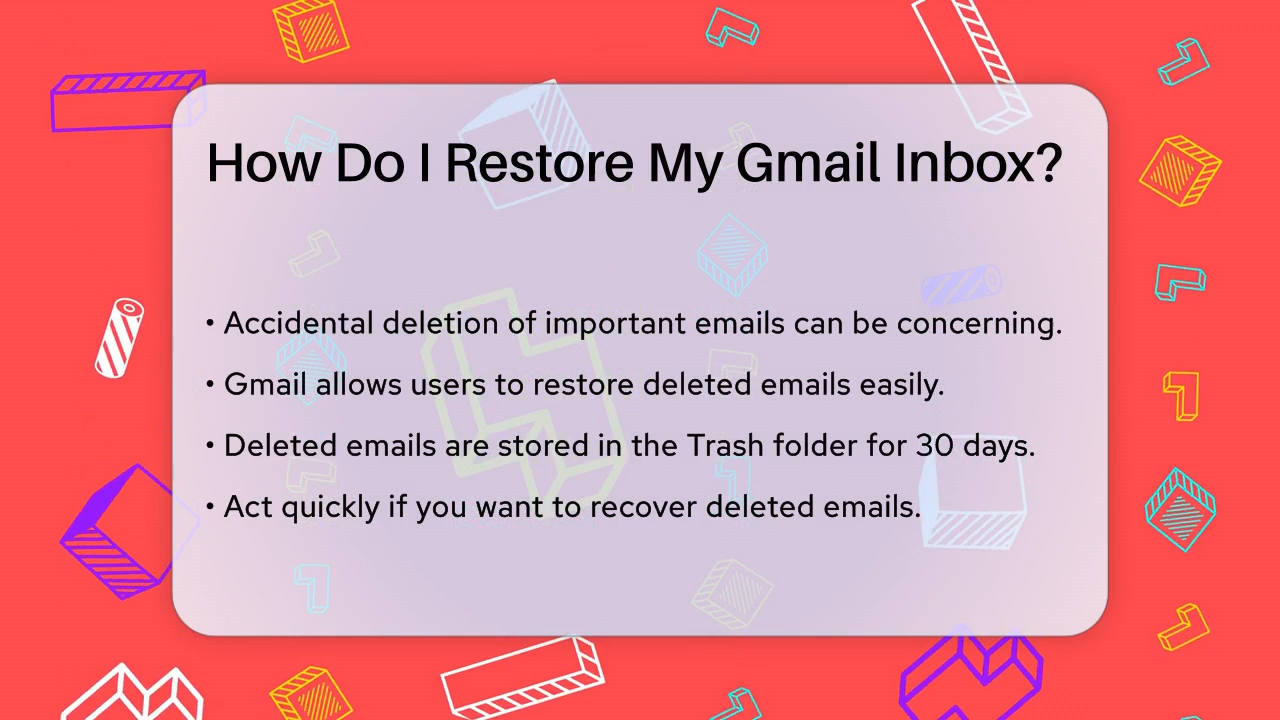 How Do I Restore My Gmail Inbox?
• Accidental deletion of important emails can be concerning.
• Gmail allows users to restore deleted emails easily.
• Deleted emails are stored in the Trash folder for 30 days.
• Act quickly if you want to recover deleted emails.